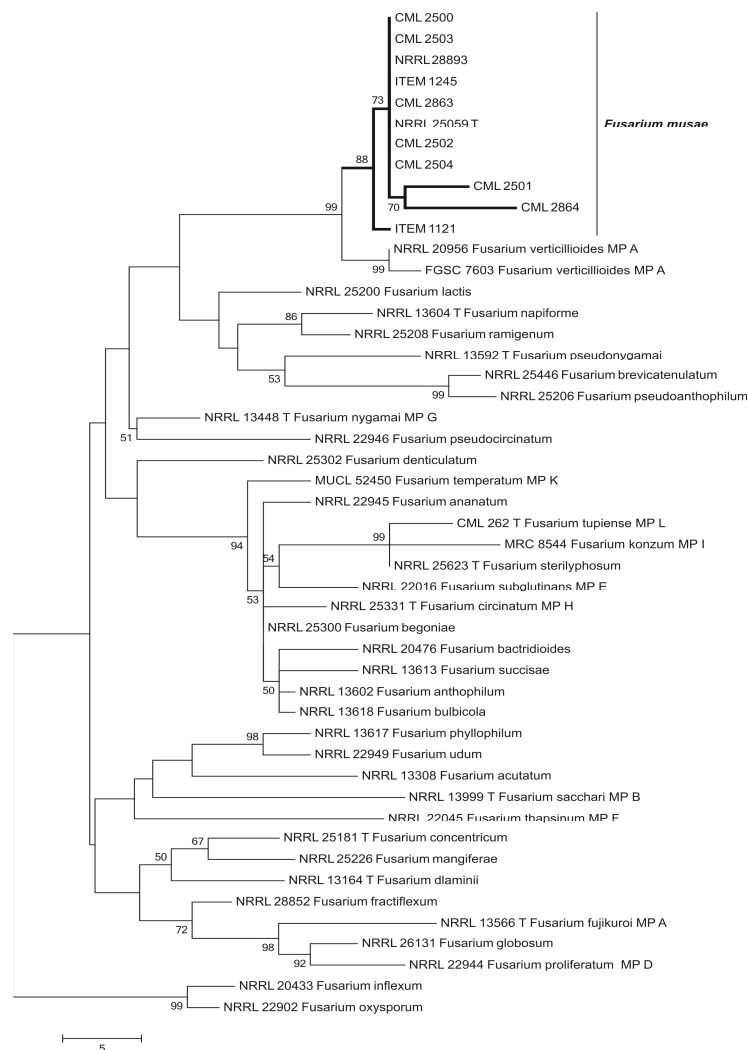 CML 2500
CML 2503
NRRL 28893
ITEM 1245
73
CML 2863
NRRL 25059 T
Fusarium musae
CML 2502
88
CML 2504
CML 2501
99
70
CML 2864
ITEM 1121
NRRL 20956 Fusarium verticillioides MP A
99
FGSC 7603 Fusarium verticillioides MP A
NRRL 25200 Fusarium lactis
86
NRRL 13604 T Fusarium napiforme
NRRL 25208 Fusarium ramigenum
NRRL 13592 T Fusarium pseudonygamai
53
NRRL 25446 Fusarium brevicatenulatum
99
NRRL 25206 Fusarium pseudoanthophilum
NRRL 13448 T Fusarium nygamai MP G
51
NRRL 22946 Fusarium pseudocircinatum
NRRL 25302 Fusarium denticulatum
MUCL 52450 Fusarium temperatum MP K
NRRL 22945 Fusarium ananatum
CML 262 T Fusarium tupiense MP L
99
94
MRC 8544 Fusarium konzum MP I
54
NRRL 25623 T Fusarium sterilyphosum
NRRL 22016 Fusarium subglutinans MP E
53
NRRL 25331 T Fusarium circinatum MP H
NRRL 25300 Fusarium begoniae
NRRL 20476 Fusarium bactridioides
NRRL 13613 Fusarium succisae
50
NRRL 13602 Fusarium anthophilum
NRRL 13618 Fusarium bulbicola
98
NRRL 13617 Fusarium phyllophilum
NRRL 22949 Fusarium udum
NRRL 13308 Fusarium acutatum
NRRL 13999 T Fusarium sacchari MP B
NRRL 22045 Fusarium thapsinum MP F
67
NRRL 25181 T Fusarium concentricum
50
NRRL 25226 Fusarium mangiferae
NRRL 13164 T Fusarium dlaminii
NRRL 28852 Fusarium fractiflexum
72
NRRL 13566 T Fusarium fujikuroi MP A
98
NRRL 26131 Fusarium globosum
92
NRRL 22944 Fusarium proliferatum MP D
NRRL 20433 Fusarium inflexum
99
NRRL 22902 Fusarium oxysporum
5